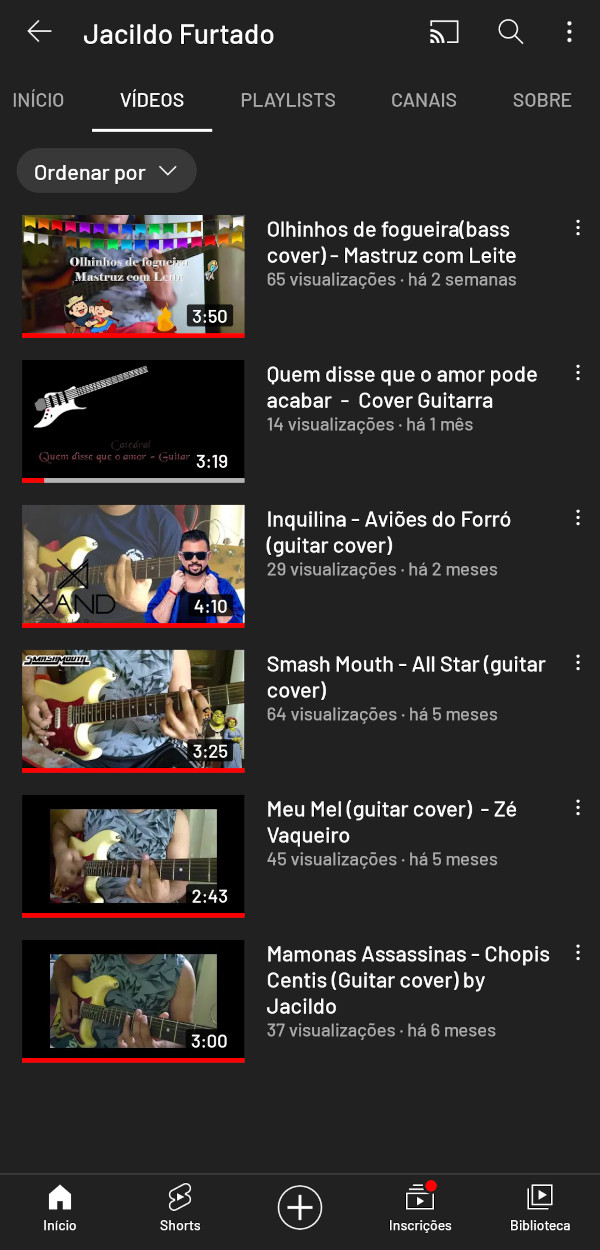 Jacildo Furtado
INÍCIO
VÍDEOS
PLAYLISTS
CANAIS
SOBRE
Ordenar por
Olhinhos de fogueira
Mastruz com Leite
3:50
Olhinhos de fogueira(bass
cover) - Mastruz com Leite
65 visualizações · há 2 semanas
Catedral
Quem disse que o amor - Guitar
3:19
Quem disse que o amor pode
acabar - Cover Guitarra
14 visualizações · há 1 mês
XAND
4:10
Inquilina - Aviões do Forró
(guitar cover)
29 visualizações · há 2 meses
SMASHMOUTH
3:25
Smash Mouth - All Star (guitar
cover)
64 visualizações · há 5 meses
2:43
Meu Mel (guitar cover) - Zé
Vaqueiro
45 visualizações · há 5 meses
3:00
Mamonas Assassinas - Chopis
Centis (Guitar cover) by
Jacildo
37 visualizações · há 6 meses
Início
Shorts
Inscrições
Biblioteca